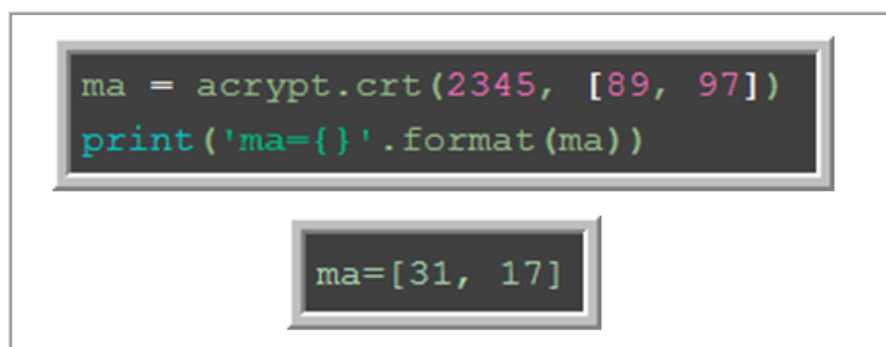 ma = acrypt.crt(2345, [89, 97])
print('ma={}'.format(ma))
ma=[31, 17]